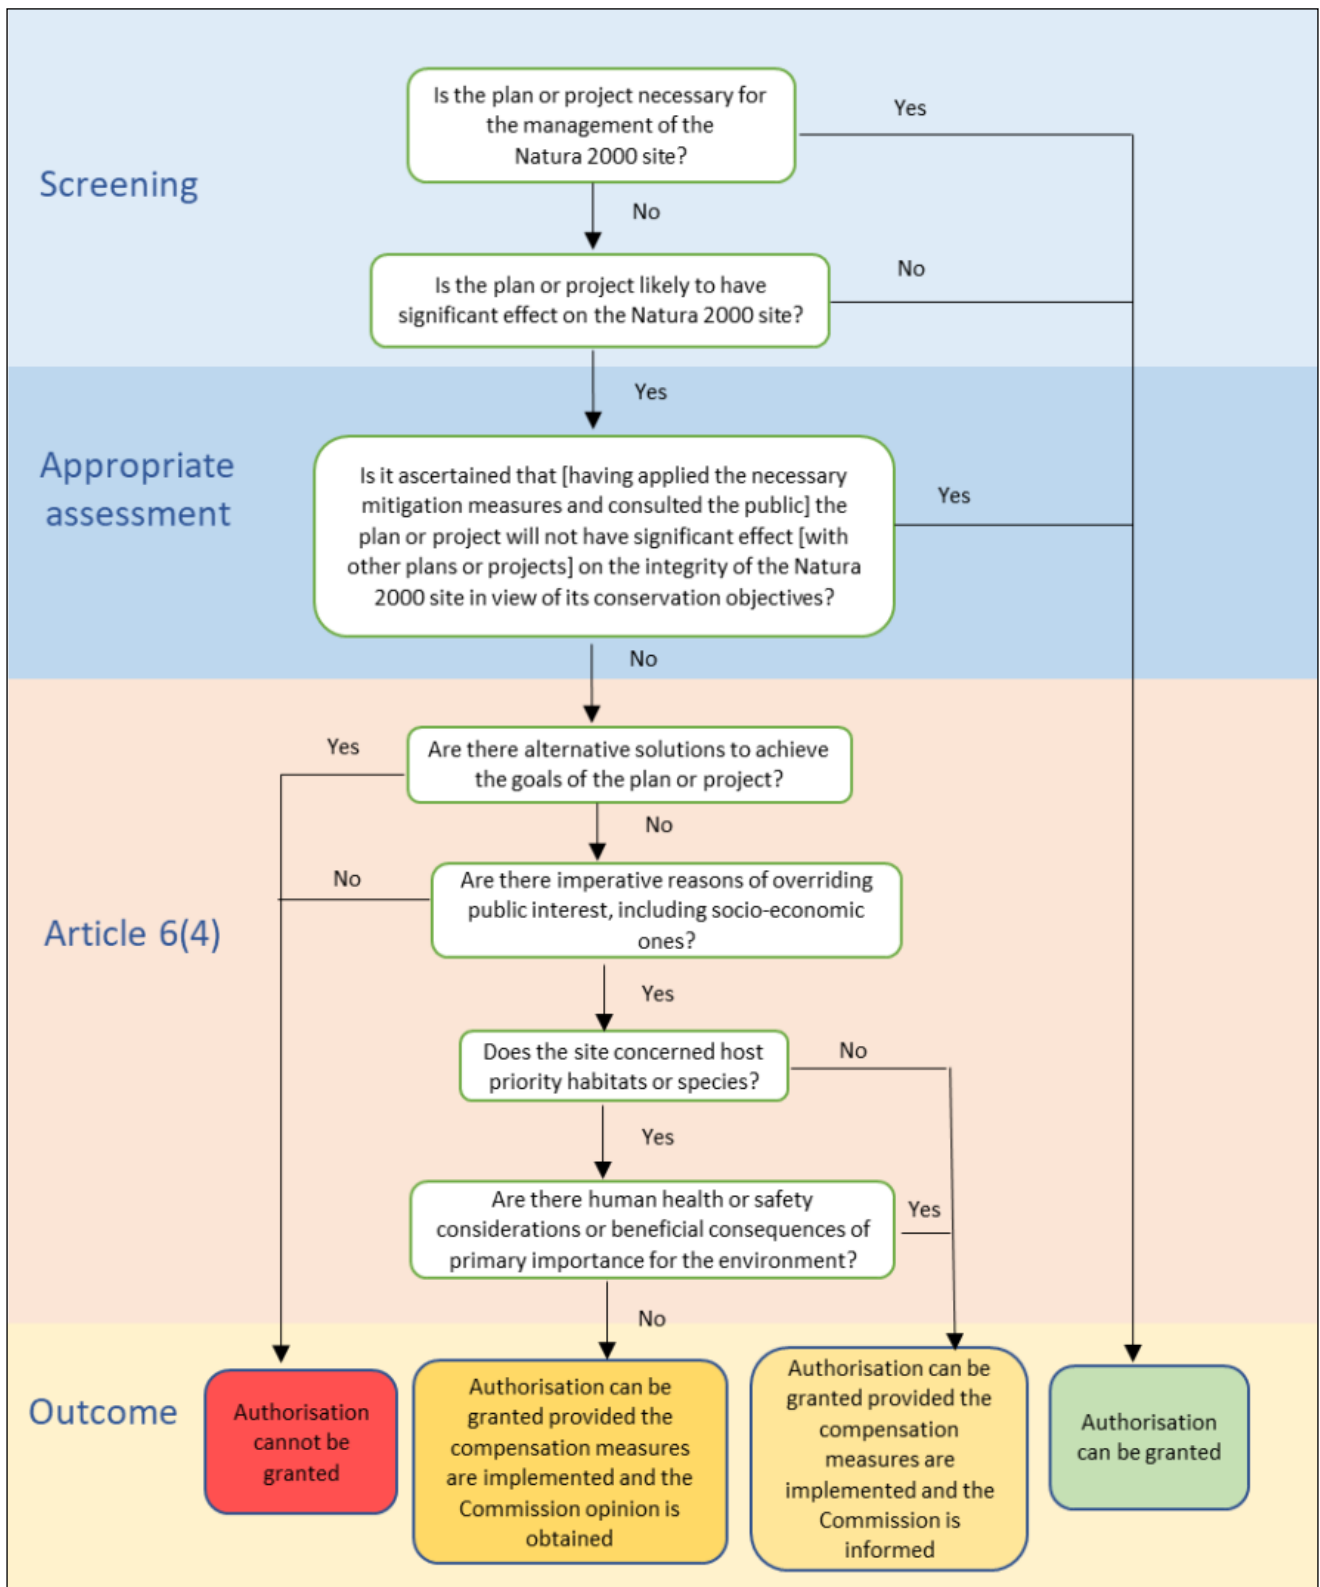 Is the plan or project necessary for
the management of the
Natura 2000 site?
Yes
Screening
No
Is the plan or project likely to have
significant effect on the Natura 2000 site?
No
Yes
Appropriate
assessment
Is it ascertained that [having applied the necessary
mitigation measures and consulted the public] the
plan or project will not have significant effect [with
other plans or projects] on the integrity of the Natura
2000 site in view of its conservation objectives?
Yes
No
Yes
Are there alternative solutions to achieve
the goals of the plan or project?
No
No
Are there imperative reasons of overriding
public interest, including socio-economic
ones?
Article 6(4)
Yes
Does the site concerned host
priority habitats or species?
No
Yes
Are there human health or safety
considerations or beneficial consequences of
primary importance for the environment?
Yes
No
Outcome
Authorisation
cannot be
granted
Authorisation can be
granted provided the
compensation measures
are implemented and the
Commission opinion is
obtained
Authorisation can be
granted provided the
compensation
measures are
implemented and the
Commission is
informed
Authorisation
can be granted